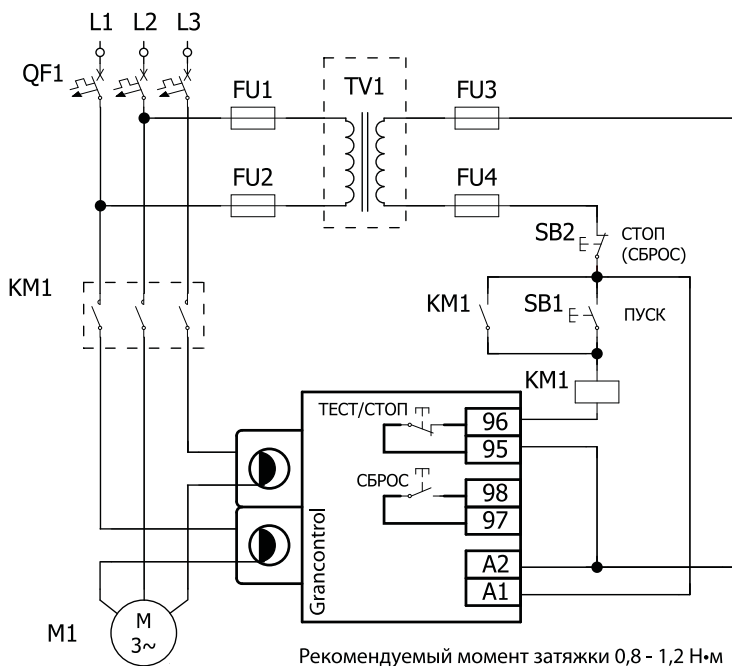 L1 L2 L3
QF1
FU1
TV1
FU3
FU2
FU4
SB2
СТОП
(СБРОС)
KM1
KM1
SB1
ПУСК
KM1
ТЕСТ/СТОП
96
95
СБРОС
98
97
A2
A1
Grancontrol
M1
M
3~
Рекомендуемый момент затяжки 0,8 - 1,2 Н•м